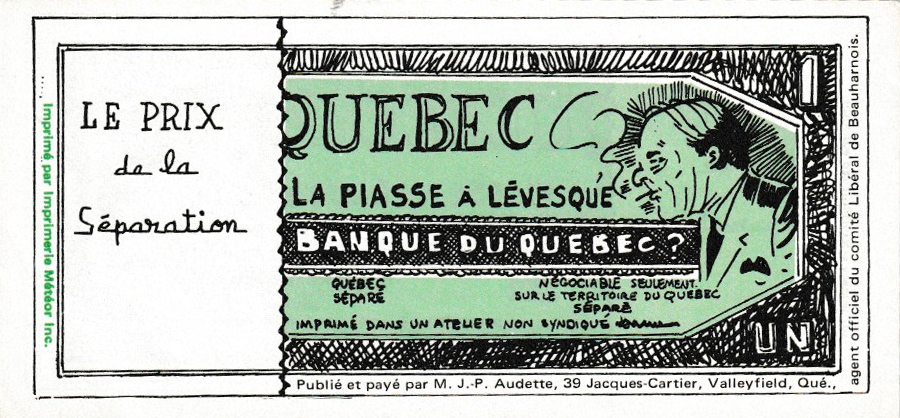 LE PRIX
de la
Séparation
QUEBEC
LA PIASSE À LÉVESQUE
BANQUE DU QUEBEC ?
QUÉBEC
SÉPARÉ
NÉGOCIABLE SEULEMENT
SUR LE TERRITOIRE DU QUÉBEC
SÉPARÉ
IMPRIMÉ DANS UN ATELIER NON SYNDIQUÉ
1
UN
Imprimé par Imprimerie Météor Inc.
Publié et payé par M. J.-P. Audette, 39 Jacques-Cartier, Valleyfield, Qué.,
agent officiel du comité Libéral de Beauharnois.